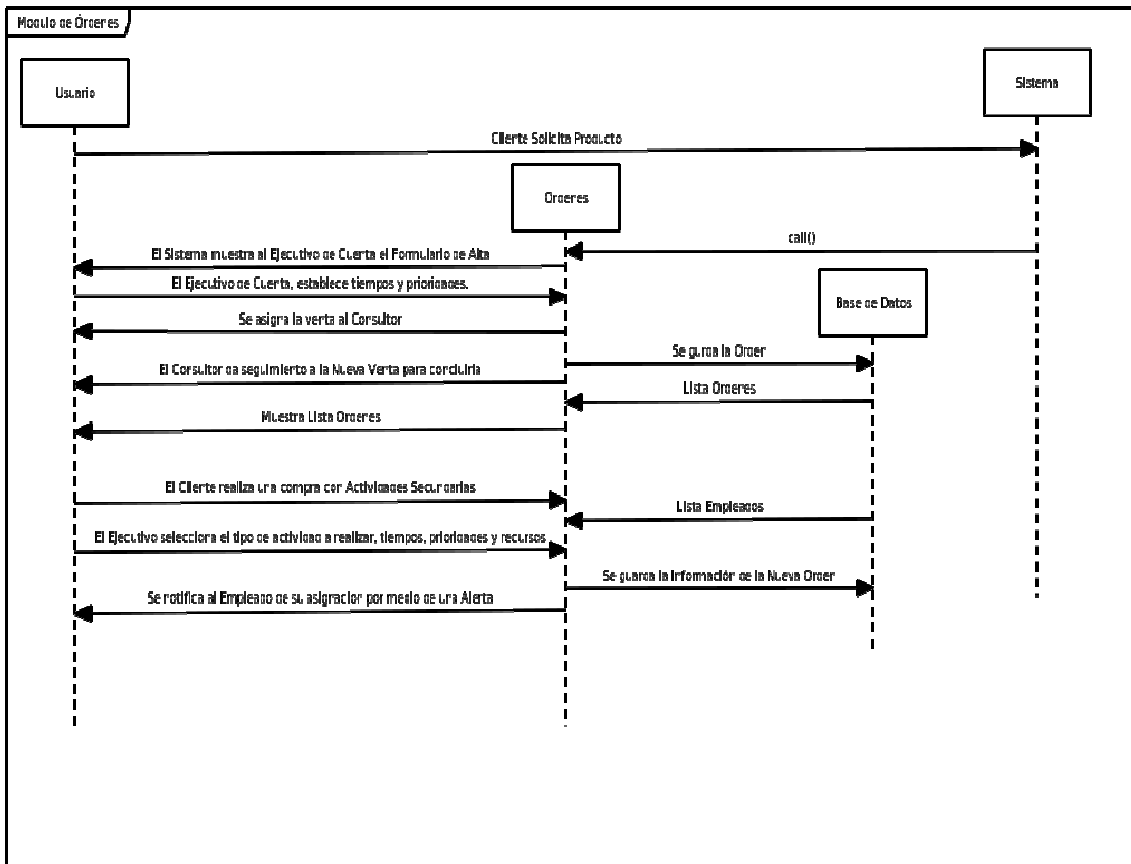 Modulo de Órdenes
Usuario
Sistema
Cliente Solicita Producto
Ordenes
call()
El Sistema muestra al Ejecutivo de Cuenta el Formulario de Alta
El Ejecutivo de Cuenta, establece tiempos y prioridades.
Base de Datos
Se asigna la venta al Consultor
Se gurda la Orden
El Consultor da seguimiento a la Nueva Venta para concluirla
Lista Ordenes
Muestra Lista Ordenes
El Cliente realiza una compra con Actividades Secundarias
Lista Empleados
El Ejecutivo selecciona el tipo de actividad a realizar, tiempos, prioridades y recursos
Se guarda la Información de la Nueva Orden
Se notifica al Empleado de su asignacion por medio de una Alerta